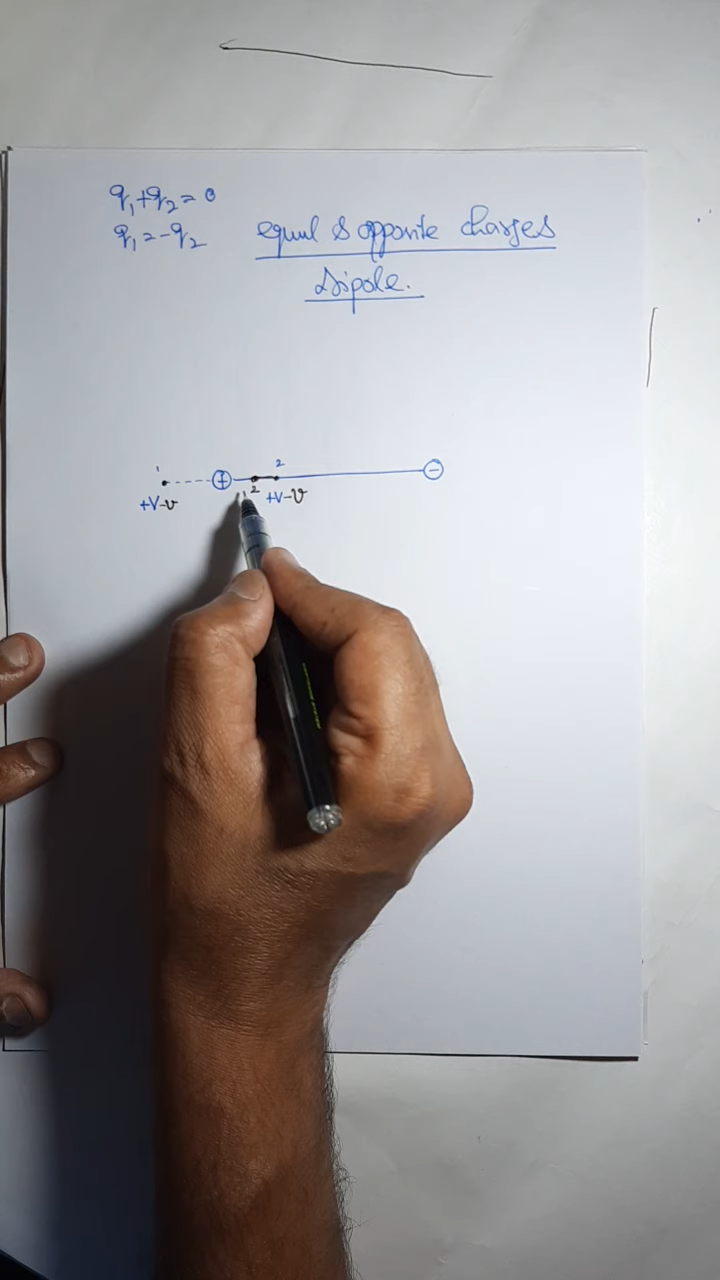 q₁+q₂=0
q₁=-q₂
equal & opposite charges
Dipole.
1
2
+
-
2
+V-v
+V-v